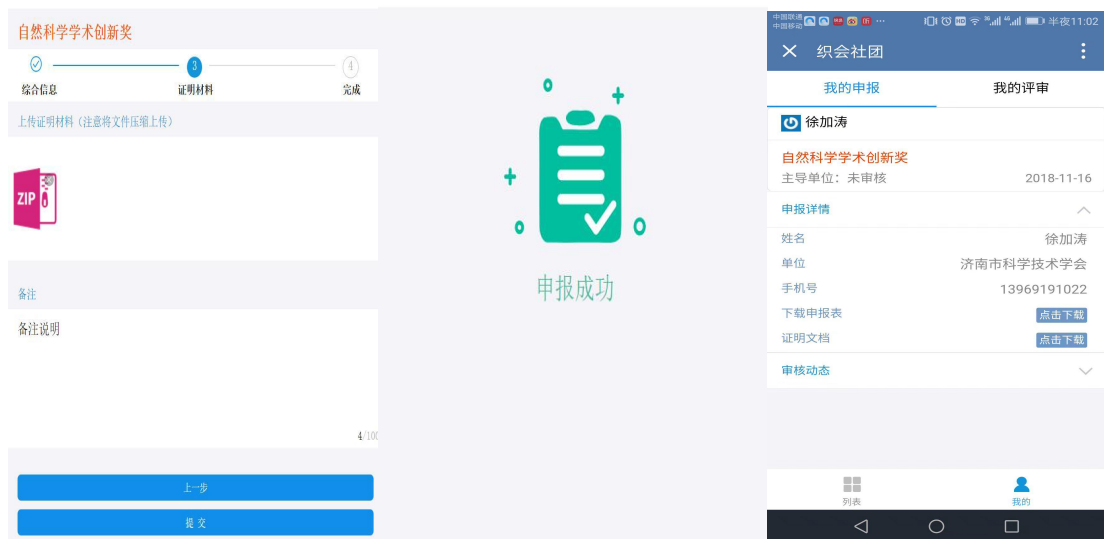 自然科学学术创新奖
3
4
综合信息
证明材料
完成
上传证明材料（注意将文件压缩上传）
ZIP
备注
备注说明
4/100
上一步
提 交
申报成功
中国联通
中国移动
HD
半夜11:02
织会社团
我的申报
我的评审
徐加涛
自然科学学术创新奖
主导单位：未审核
2018-11-16
申报详情
姓名
徐加涛
单位
济南市科学技术学会
手机号
13969191022
下载申报表
点击下载
证明文档
点击下载
审核动态
列表
我的